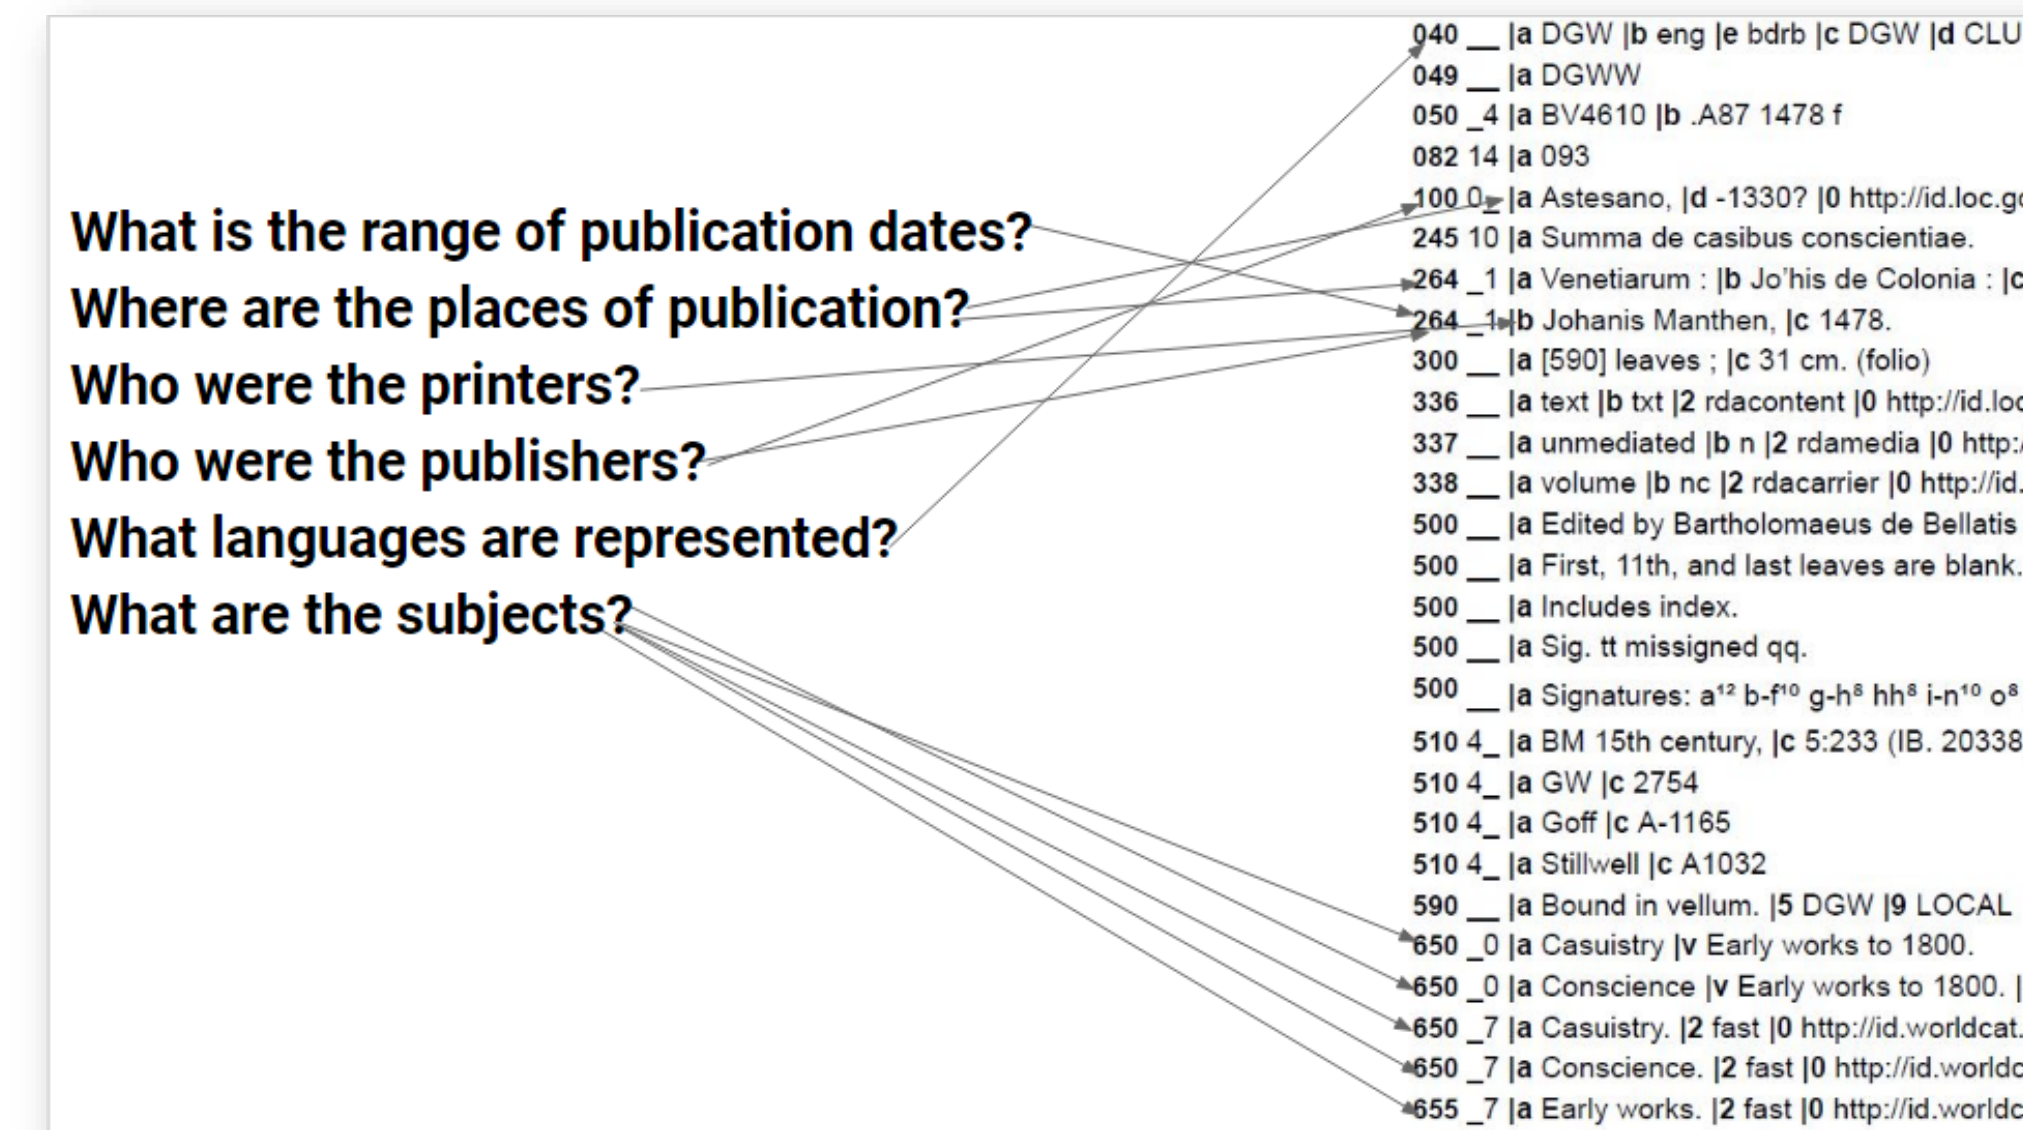 What is the range of publication dates?
Where are the places of publication?
Who were the printers?
Who were the publishers?
What languages are represented?
What are the subjects?
040 __ |a DGW |b eng |e bdrb |c DGW |d CLU
049 __ |a DGWW
050 _4 |a BV4610 |b .A87 1478 f
082 14 |a 093
100 0_ |a Astesano, |d -1330? |0 http://id.loc.go
245 10 |a Summa de casibus conscientiae.
264 _1 |a Venetiarum : |b Jo'his de Colonia : |c
264 _1 |b Johanis Manthen, |c 1478.
300 __ |a [590] leaves ; |c 31 cm. (folio)
336 __ |a text |b txt |2 rdacontent |0 http://id.loc
337 __ |a unmediated |b n |2 rdamedia |0 http:/
338 __ |a volume |b nc |2 rdacarrier |0 http://id.
500 __ |a Edited by Bartholomaeus de Bellatis
500 __ |a First, 11th, and last leaves are blank.
500 __ |a Includes index.
500 __ |a Sig. tt missigned qq.
500 __ |a Signatures: a¹² b-f¹⁰ g-h⁸ hh⁸ i-n¹⁰ o⁸
510 4_ |a BM 15th century, |c 5:233 (IB. 20338
510 4_ |a GW |c 2754
510 4_ |a Goff |c A-1165
510 4_ |a Stillwell |c A1032
590 __ |a Bound in vellum. |5 DGW |9 LOCAL
650 _0 |a Casuistry |v Early works to 1800.
650 _0 |a Conscience |v Early works to 1800. |
650 _7 |a Casuistry. |2 fast |0 http://id.worldcat.
650 _7 |a Conscience. |2 fast |0 http://id.worldc
655 _7 |a Early works. |2 fast |0 http://id.worldc